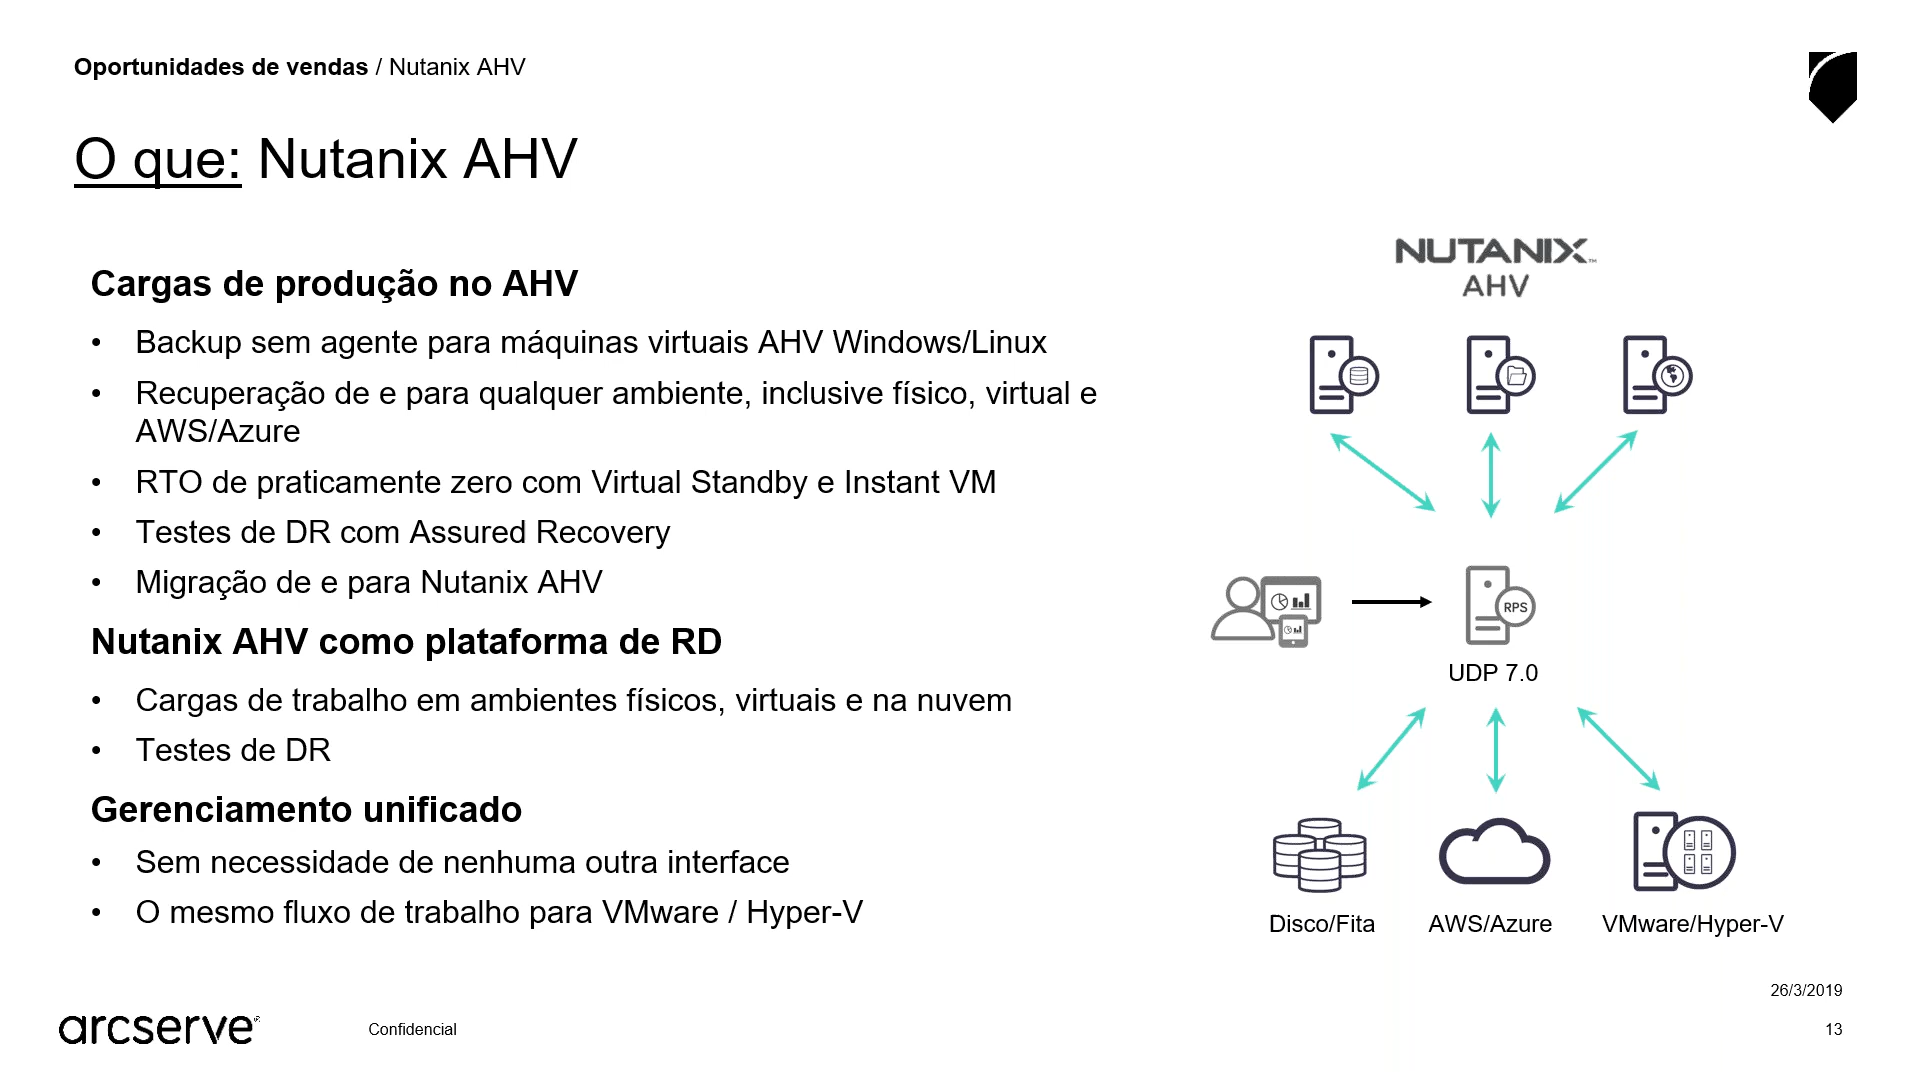 Oportunidades de vendas / Nutanix AHV
O que: Nutanix AHV
Cargas de produção no AHV
• Backup sem agente para máquinas virtuais AHV Windows/Linux
• Recuperação de e para qualquer ambiente, inclusive físico, virtual e
AWS/Azure
• RTO de praticamente zero com Virtual Standby e Instant VM
• Testes de DR com Assured Recovery
• Migração de e para Nutanix AHV
Nutanix AHV como plataforma de RD
• Cargas de trabalho em ambientes físicos, virtuais e na nuvem
• Testes de DR
Gerenciamento unificado
• Sem necessidade de nenhuma outra interface
• O mesmo fluxo de trabalho para VMware / Hyper-V
NUTANIX™
AHV
RPS
UDP 7.0
Disco/Fita
AWS/Azure
VMware/Hyper-V
26/3/2019
arcserve®
Confidencial
13